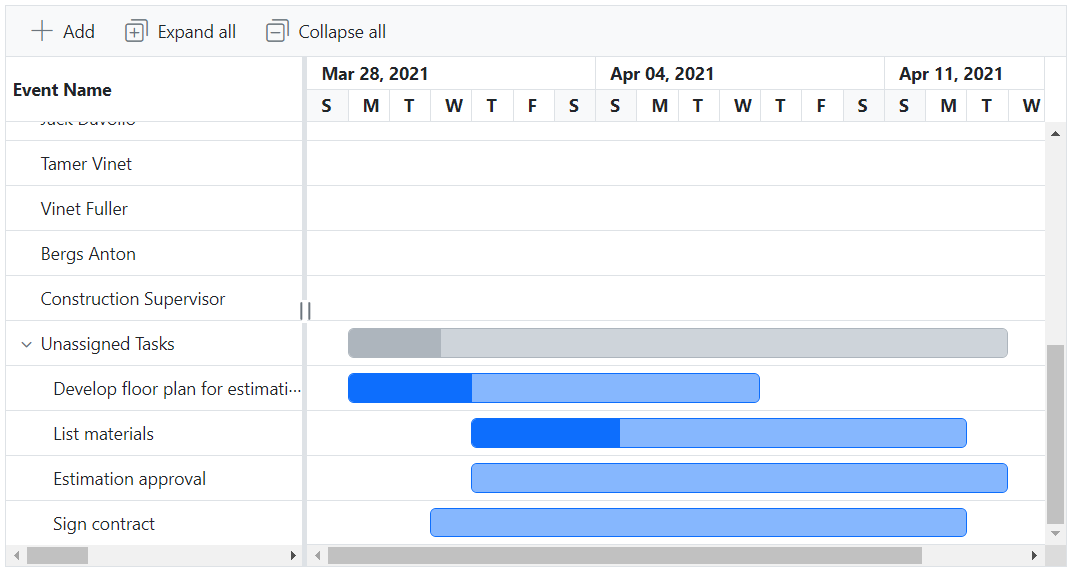 Add Expand all Collapse all
Event Name
Mar 28, 2021 Apr 04, 2021 Apr 11, 2021
S M T W T F S S M T W T F S S M T W
Tamer Vinet
Vinet Fuller
Bergs Anton
Construction Supervisor
Unassigned Tasks
Develop floor plan for estimati...
List materials
Estimation approval
Sign contract